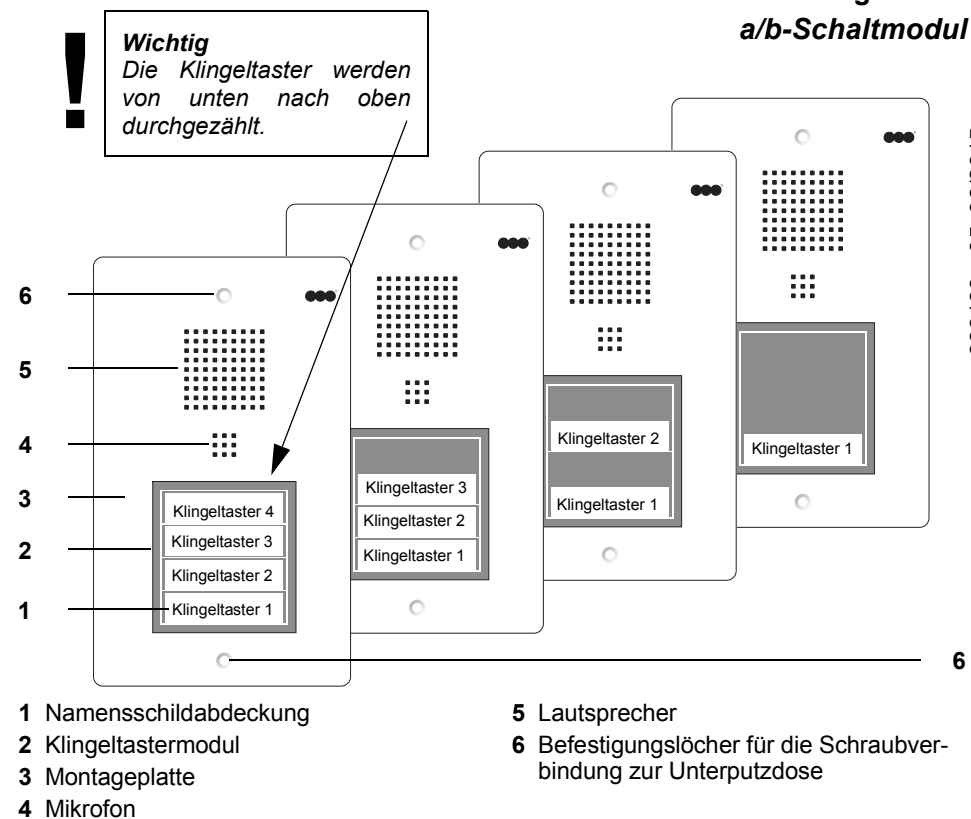 a/b-Schaltmodul
!
Wichtig
Die Klingeltaster werden
von unten nach oben
durchgezählt.
6
5
4
3
2
1
Klingeltaster 4
Klingeltaster 3
Klingeltaster 2
Klingeltaster 1
Klingeltaster 3
Klingeltaster 2
Klingeltaster 1
Klingeltaster 2
Klingeltaster 1
Klingeltaster 1
6
1 Namensschildabdeckung
2 Klingeltastermodul
3 Montageplatte
4 Mikrofon
5 Lautsprecher
6 Befestigungslöcher für die Schraubver-
bindung zur Unterputzdose